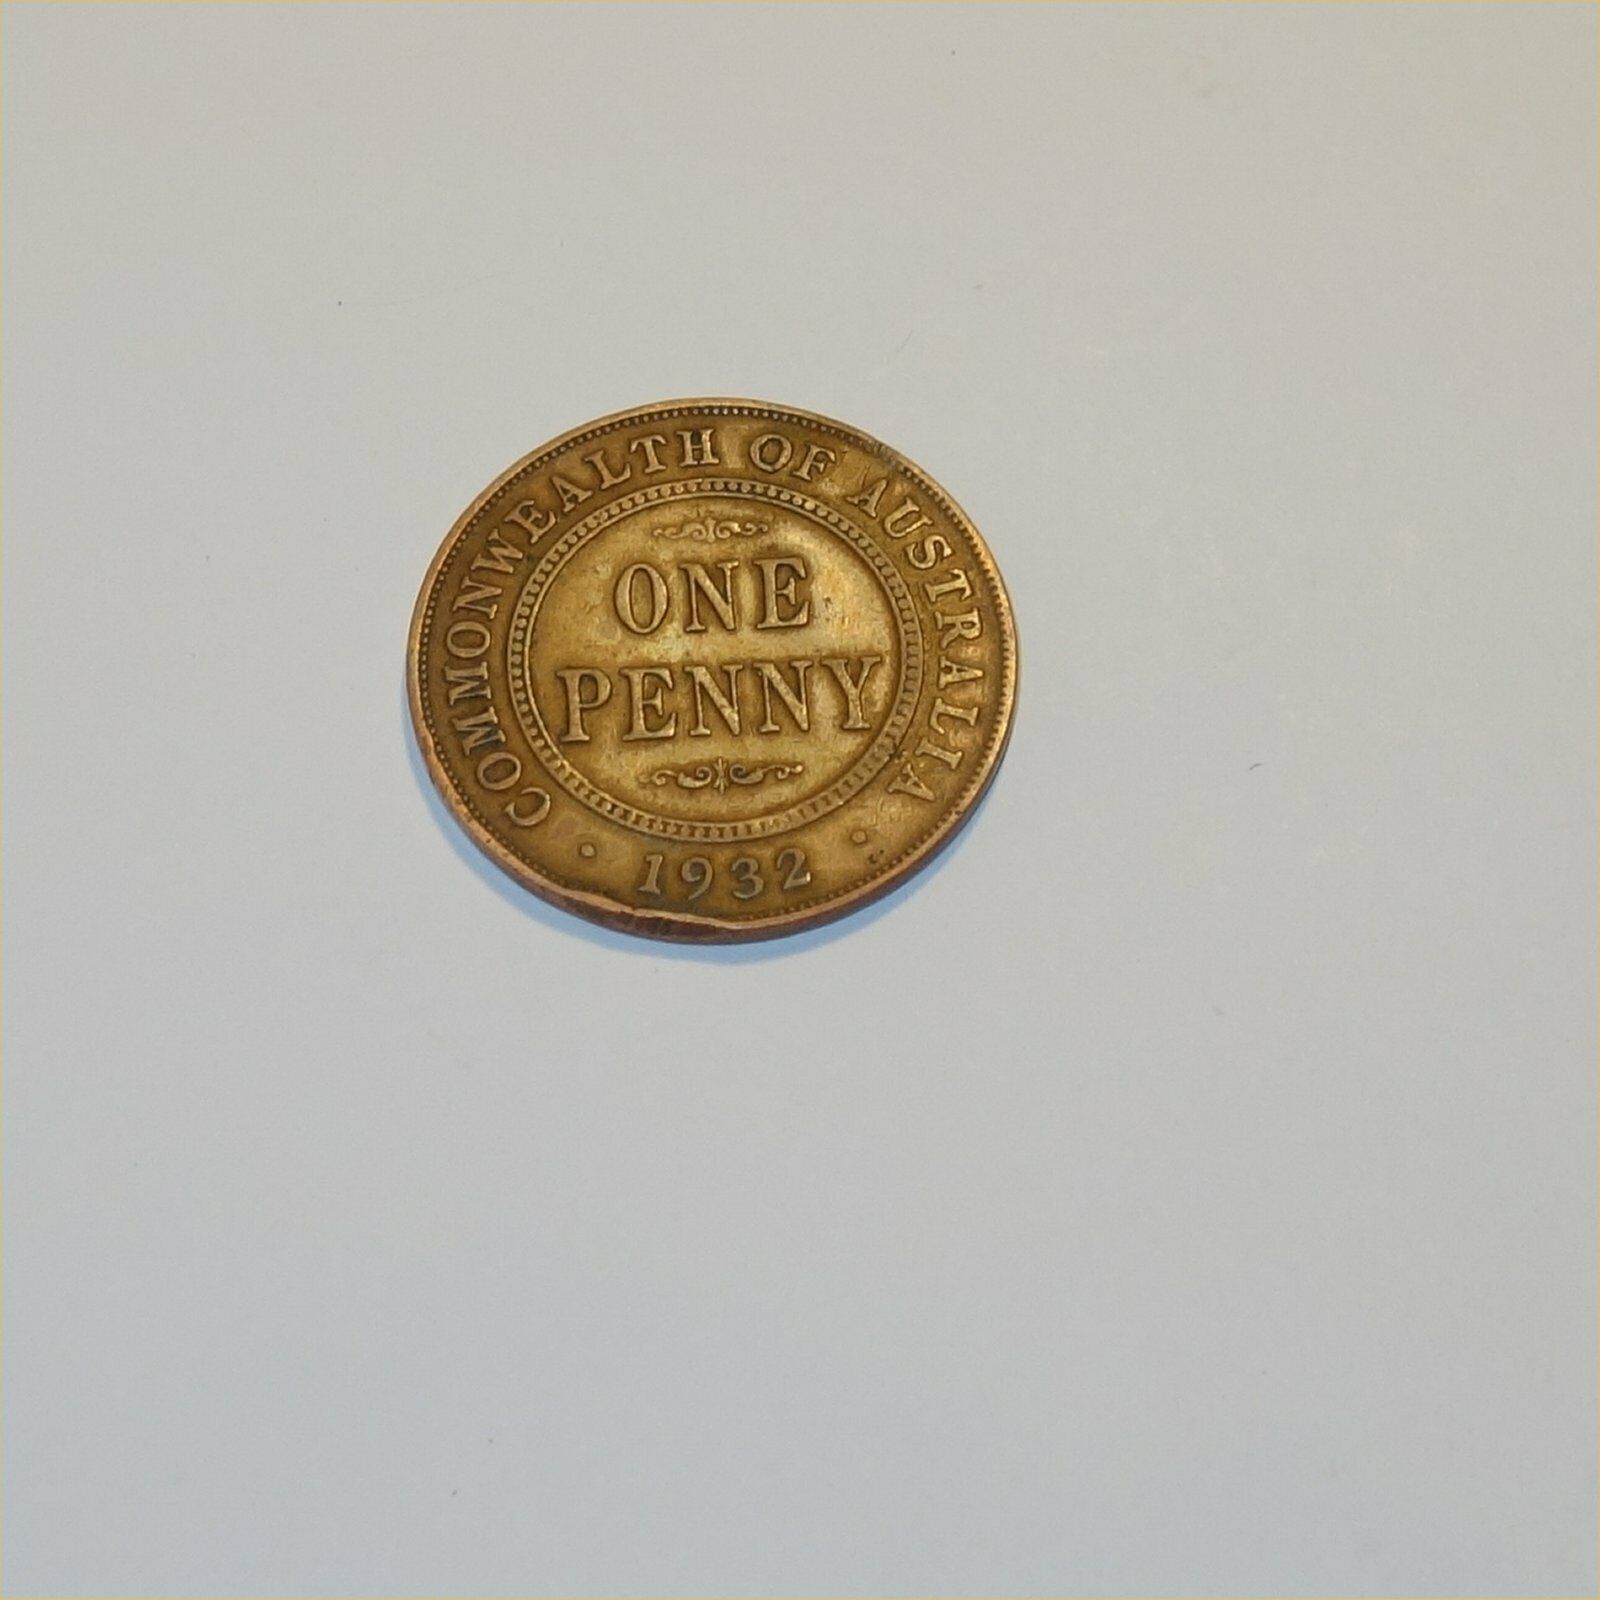 COMMONWEALTH OF AUSTRALIA
ONE
PENNY
1932